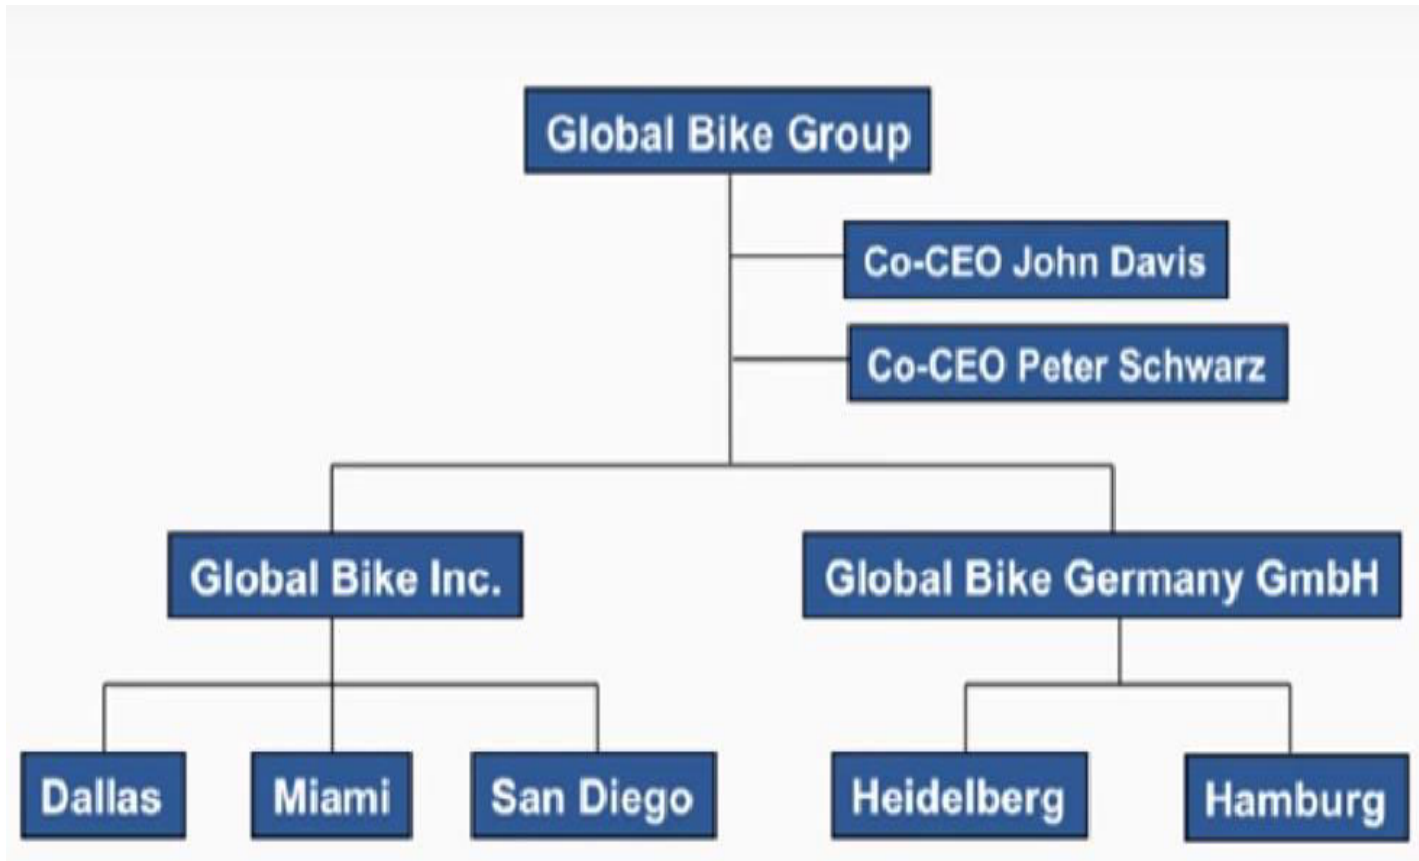 Global Bike Group
Co-CEO John Davis
Co-CEO Peter Schwarz
Global Bike Inc.
Global Bike Germany GmbH
Dallas
Miami
San Diego
Heidelberg
Hamburg